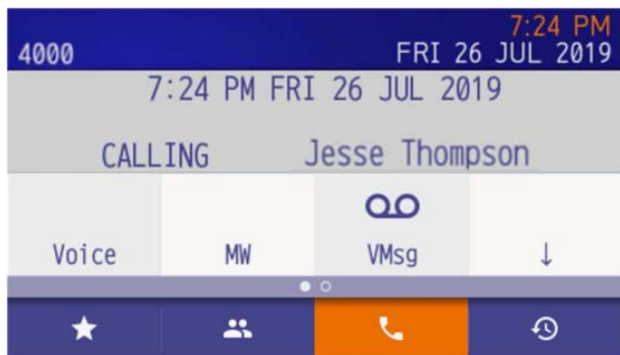 7:24 PM
4000 FRI 26 JUL 2019
7:24 PM FRI 26 JUL 2019
CALLING Jesse Thompson
Voice MW VMsg ↓